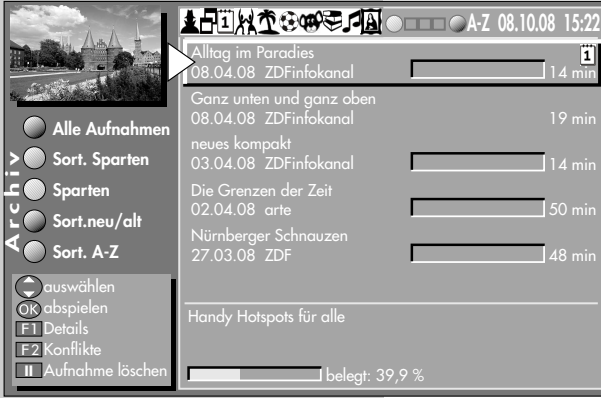 1 A-Z 08.10.08 15:22
Alltag im Paradies 1
08.04.08 ZDFinfokanal 14 min
Ganz unten und ganz oben
08.04.08 ZDFinfokanal 19 min
neues kompakt
03.04.08 ZDFinfokanal 14 min
Die Grenzen der Zeit
02.04.08 arte 50 min
Nürnberger Schnauzen
27.03.08 ZDF 48 min
Archiv
Alle Aufnahmen
Sort. Sparten
Sparten
Sort.neu/alt
Sort. A-Z
auswählen
OK abspielen
F1 Details
F2 Konflikte
Aufnahme löschen
Handy Hotspots für alle
belegt: 39,9 %